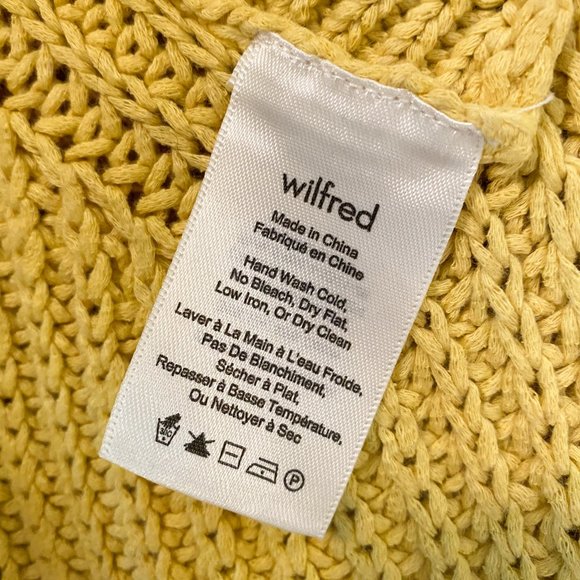 wilfred
Made in China
Fabriqué en Chine
Hand Wash Cold,
No Bleach, Dry Flat,
Low Iron, Or Dry Clean
Laver à La Main à L'eau Froide,
Pas De Blanchiment,
Sécher à Plat,
Repasser à Basse Température,
Ou Nettoyer à Sec
P